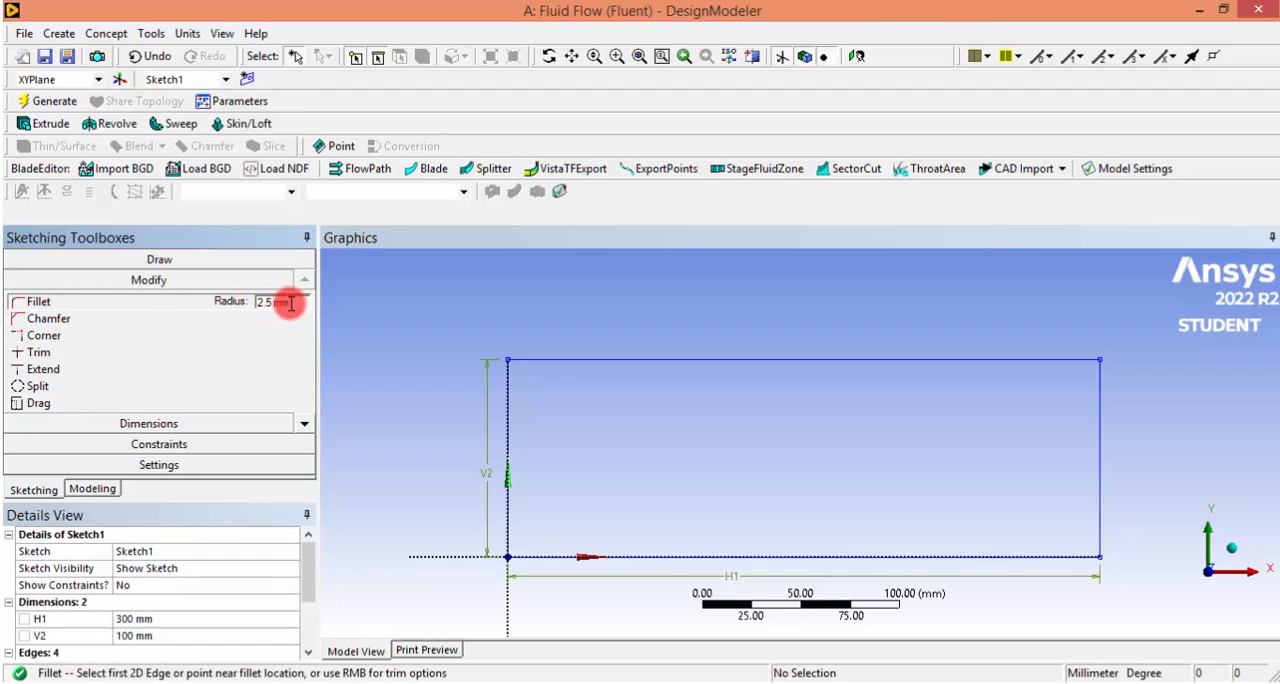 A: Fluid Flow (Fluent) - DesignModeler
File Create Concept Tools Units View Help
Undo Redo Select:
XYPlane Sketch1
Generate Share Topology Parameters
Extrude Revolve Sweep Skin/Loft
Thin/Surface Blend Chamfer Slice Point Conversion
BladeEditor: Import BGD Load BGD Load NDF FlowPath Blade Splitter VistaTFExport ExportPoints StageFluidZone SectorCut ThroatArea CAD Import Model Settings
Sketching Toolboxes
Draw
Modify
Fillet Radius: 2.5 mm
Chamfer
Corner
Trim
Extend
Split
Drag
Dimensions
Constraints
Settings
Sketching Modeling
Details View
Details of Sketch1
Sketch Sketch1
Sketch Visibility Show Sketch
Show Constraints? No
Dimensions: 2
H1 300 mm
V2 100 mm
Edges: 4
Graphics
Ansys
2022 R2
STUDENT
V2
H1
Y
X
Z
0.00 50.00 100.00 (mm)
25.00 75.00
Model View Print Preview
Fillet -- Select first 2D Edge or point near fillet location, or use RMB for trim options No Selection Millimeter Degree 0 0